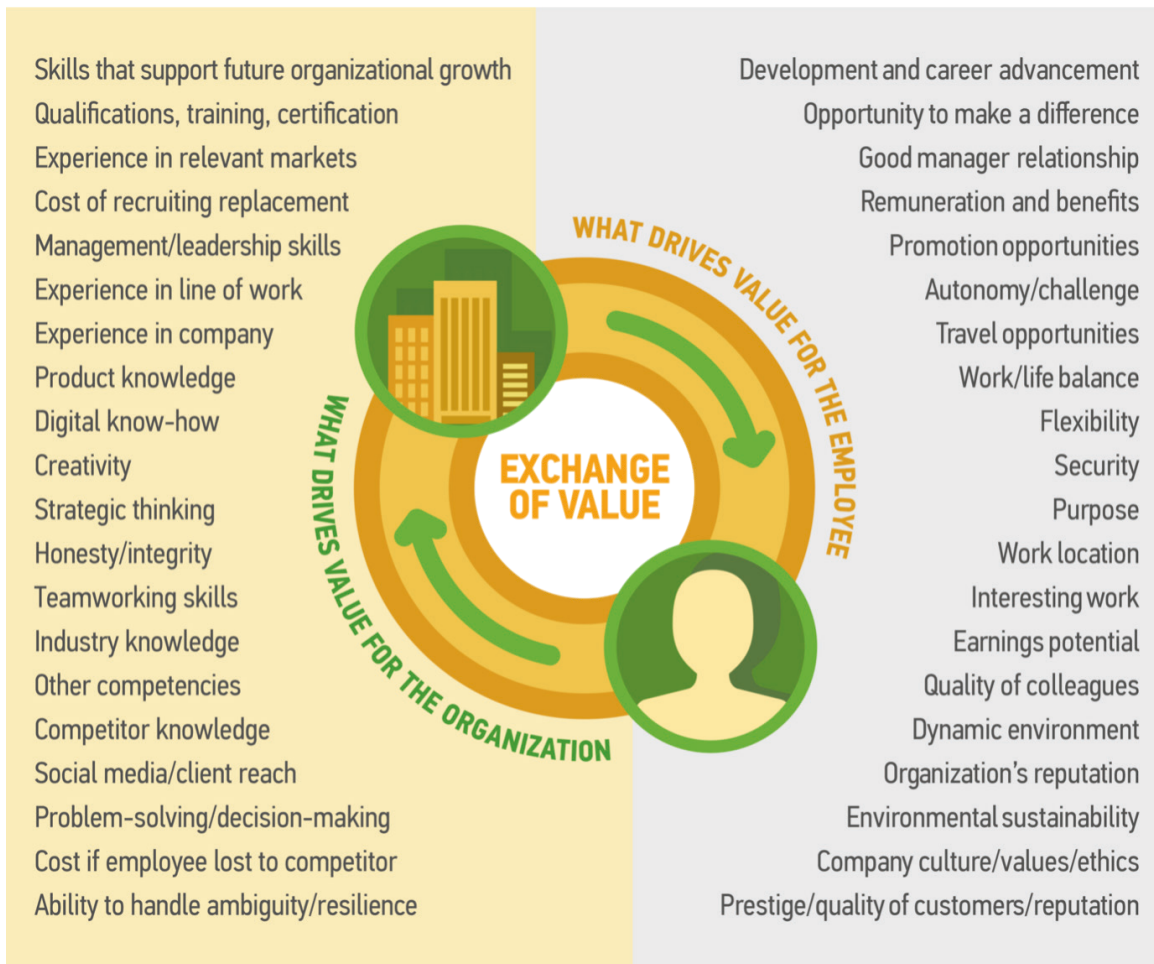 Skills that support future organizational growth
Qualifications, training, certification
Experience in relevant markets
Cost of recruiting replacement
Management/leadership skills
Experience in line of work
Experience in company
Product knowledge
Digital know-how
Creativity
Strategic thinking
Honesty/integrity
Teamworking skills
Industry knowledge
Other competencies
Competitor knowledge
Social media/client reach
Problem-solving/decision-making
Cost if employee lost to competitor
Ability to handle ambiguity/resilience
WHAT DRIVES VALUE FOR THE ORGANIZATION
EXCHANGE
OF VALUE
WHAT DRIVES VALUE FOR THE EMPLOYEE
Development and career advancement
Opportunity to make a difference
Good manager relationship
Remuneration and benefits
Promotion opportunities
Autonomy/challenge
Travel opportunities
Work/life balance
Flexibility
Security
Purpose
Work location
Interesting work
Earnings potential
Quality of colleagues
Dynamic environment
Organization's reputation
Environmental sustainability
Company culture/values/ethics
Prestige/quality of customers/reputation